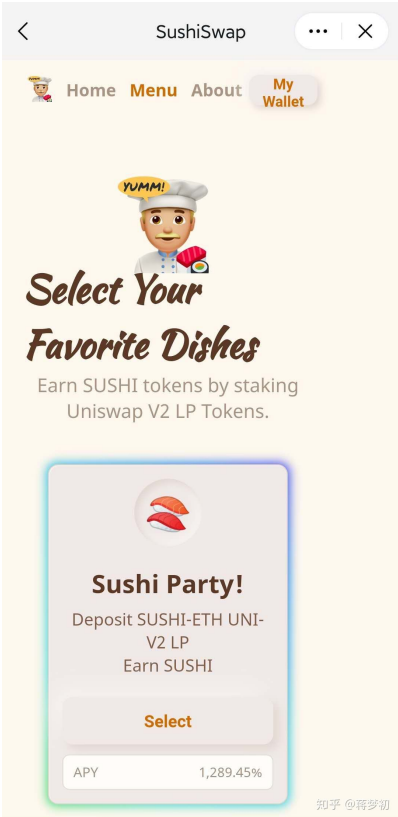 SushiSwap
YUMM!
Home Menu About My
Wallet
YUMM!
Select Your
Favorite Dishes
Earn SUSHI tokens by staking
Uniswap V2 LP Tokens.
Sushi Party!
Deposit SUSHI-ETH UNI-
V2 LP
Earn SUSHI
Select
APY 1,289.45%
知乎 @蒋梦初